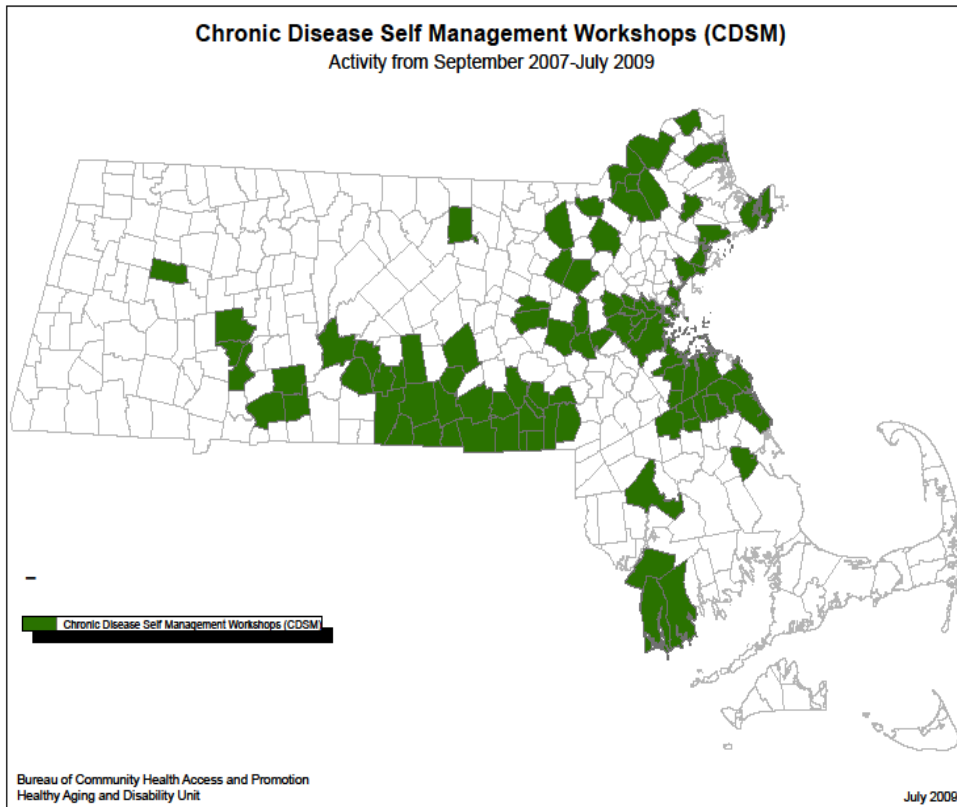 Chronic Disease Self Management Workshops (CDSM)
Activity from September 2007-July 2009
Chronic Disease Self Management Workshops (CDSM)
Bureau of Community Health Access and Promotion
Healthy Aging and Disability Unit
July 2009